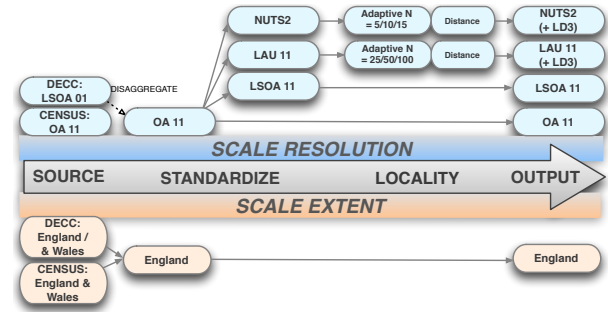 NUTS2
Adaptive N
= 5/10/15
Distance
NUTS2
(+ LD3)
LAU 11
Adaptive N
= 25/50/100
Distance
LAU 11
(+ LD3)
DECC:
LSOA 01
DISAGGREGATE
LSOA 11
LSOA 11
CENSUS:
OA 11
OA 11
OA 11
SCALE RESOLUTION
SOURCE STANDARDIZE LOCALITY OUTPUT
SCALE EXTENT
DECC:
England /
& Wales
England
England
CENSUS:
England &
Wales